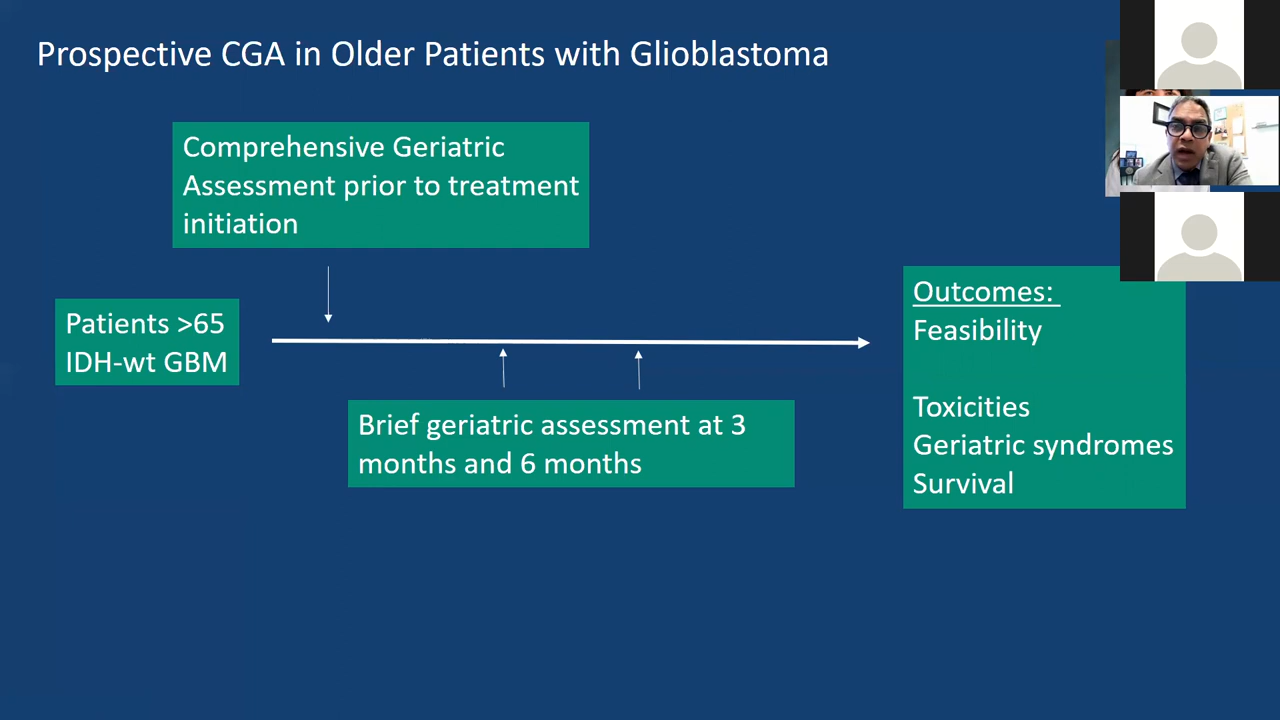 Prospective CGA in Older Patients with Glioblastoma
Comprehensive Geriatric
Assessment prior to treatment
initiation
Patients >65
IDH-wt GBM
Brief geriatric assessment at 3
months and 6 months
Outcomes:
Feasibility
Toxicities
Geriatric syndromes
Survival